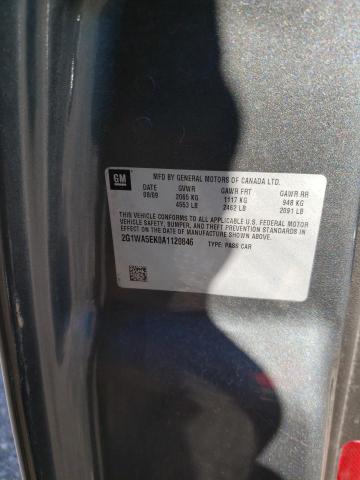 GM
MFD BY GENERAL MOTORS OF CANADA LTD.
DATE GVWR GAWR FRT GAWR RR
08/09 2065 KG 1117 KG 948 KG
4553 LB 2462 LB 2091 LB
THIS VEHICLE CONFORMS TO ALL APPLICABLE U.S. FEDERAL MOTOR
VEHICLE SAFETY, BUMPER, AND THEFT PREVENTION STANDARDS
IN EFFECT ON THE DATE OF MANUFACTURE SHOWN ABOVE.
2G1WA5EK0A1120846 TYPE: PASS CAR